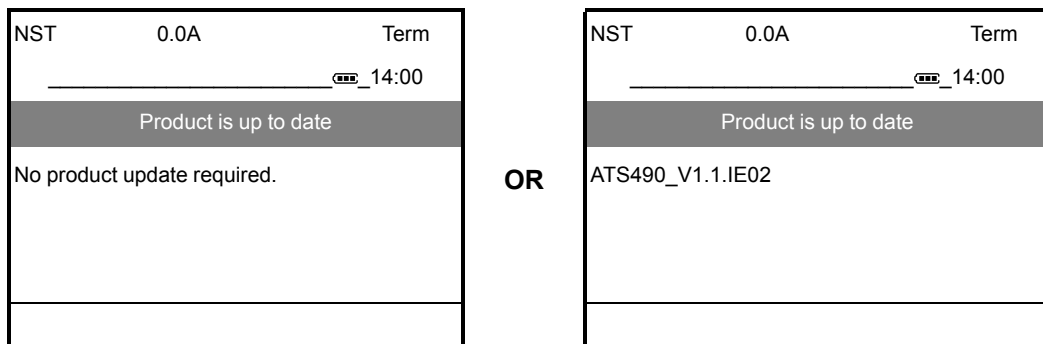 NST 0.0A Term
14:00
Product is up to date
No product update required.
OR
NST 0.0A Term
14:00
Product is up to date
ATS490_V1.1.IE02